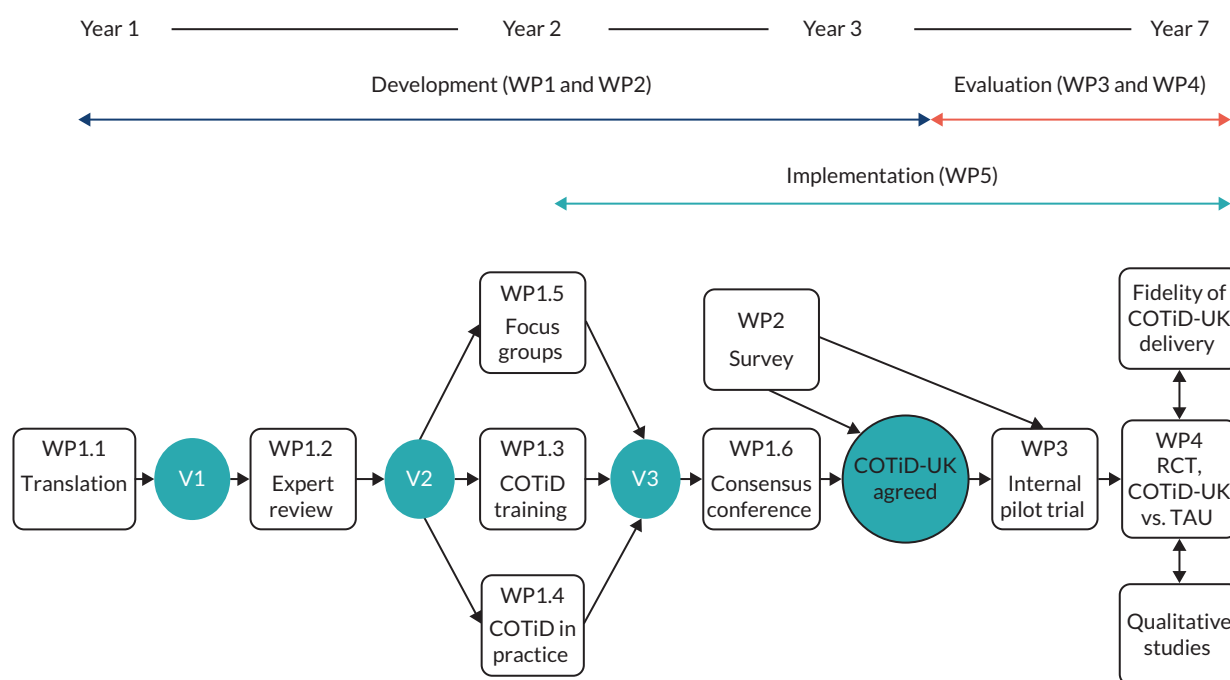 Year 1
Year 2
Year 3
Year 7
Development (WP1 and WP2)
Evaluation (WP3 and WP4)
Implementation (WP5)
WP1.1
Translation
V1
WP1.2
Expert
review
V2
WP1.5
Focus
groups
WP1.3
COTiD
training
WP1.4
COTiD in
practice
V3
WP2
Survey
WP1.6
Consensus
conference
COTiD-UK
agreed
WP3
Internal
pilot trial
Fidelity of
COTiD-UK
delivery
WP4
RCT,
COTiD-UK
vs. TAU
Qualitative
studies